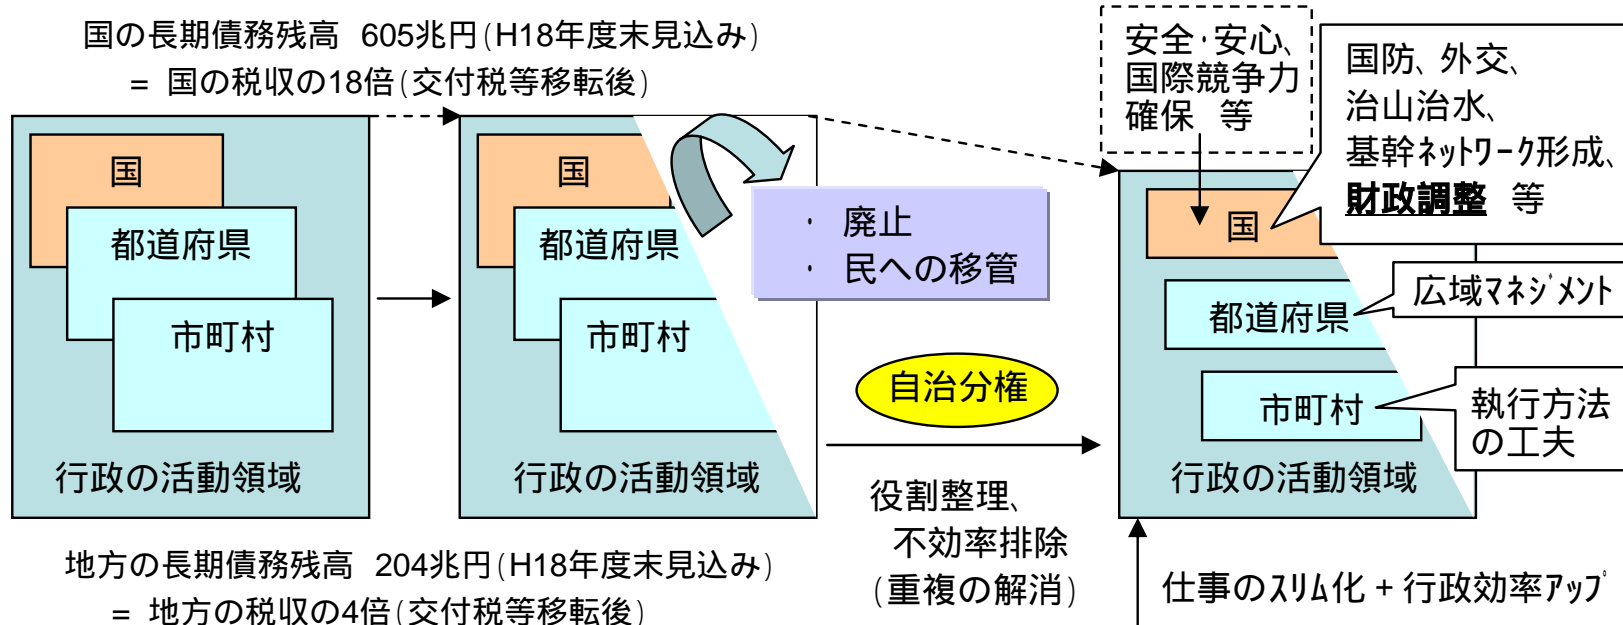 国の長期債務残高 605兆円(H18年度末見込み)
= 国の税収の18倍(交付税等移転後)
国
都道府県
市町村
行政の活動領域
地方の長期債務残高 204兆円(H18年度末見込み)
= 地方の税収の4倍(交付税等移転後)
国
都道府県
市町村
行政の活動領域
・ 廃止
・ 民への移管
自治分権
役割整理、
不効率排除
(重複の解消)
安全・安心、
国際競争力
確保 等
国防、外交、
治山治水、
基幹ネットワーク形成、
財政調整 等
国
広域マネジメント
都道府県
執行方法
の工夫
市町村
行政の活動領域
仕事のスリム化 + 行政効率アップ